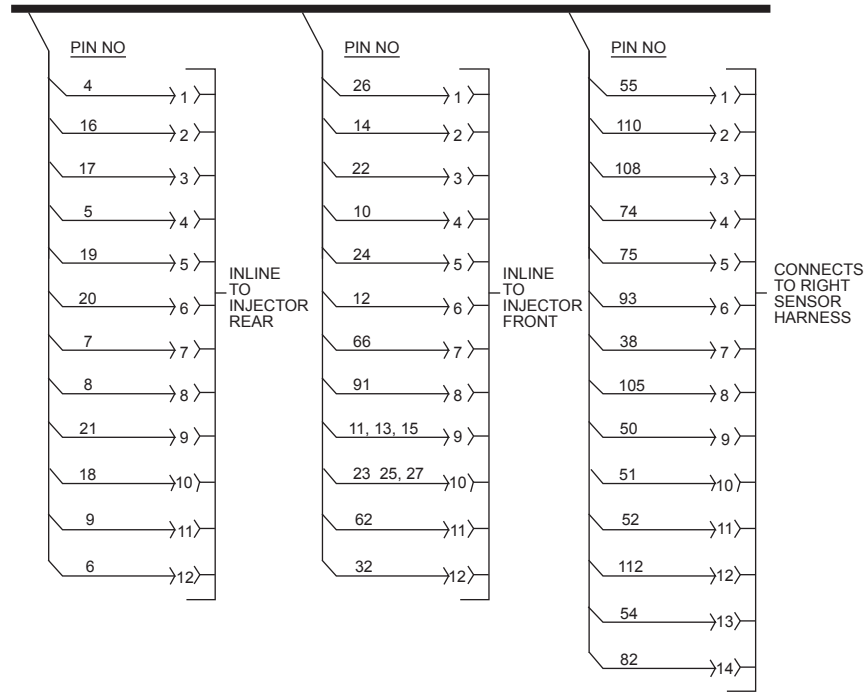 PIN NO
4 1
16 2
17 3
5 4
19 5
20 6
7 7
8 8
21 9
18 10
9 11
6 12
INLINE
TO
INJECTOR
REAR
PIN NO
26 1
14 2
22 3
10 4
24 5
12 6
66 7
91 8
11, 13, 15 9
23 25, 27 10
62 11
32 12
INLINE
TO
INJECTOR
FRONT
PIN NO
55 1
110 2
108 3
74 4
75 5
93 6
38 7
105 8
50 9
51 10
52 11
112 12
54 13
82 14
CONNECTS
TO RIGHT
SENSOR
HARNESS